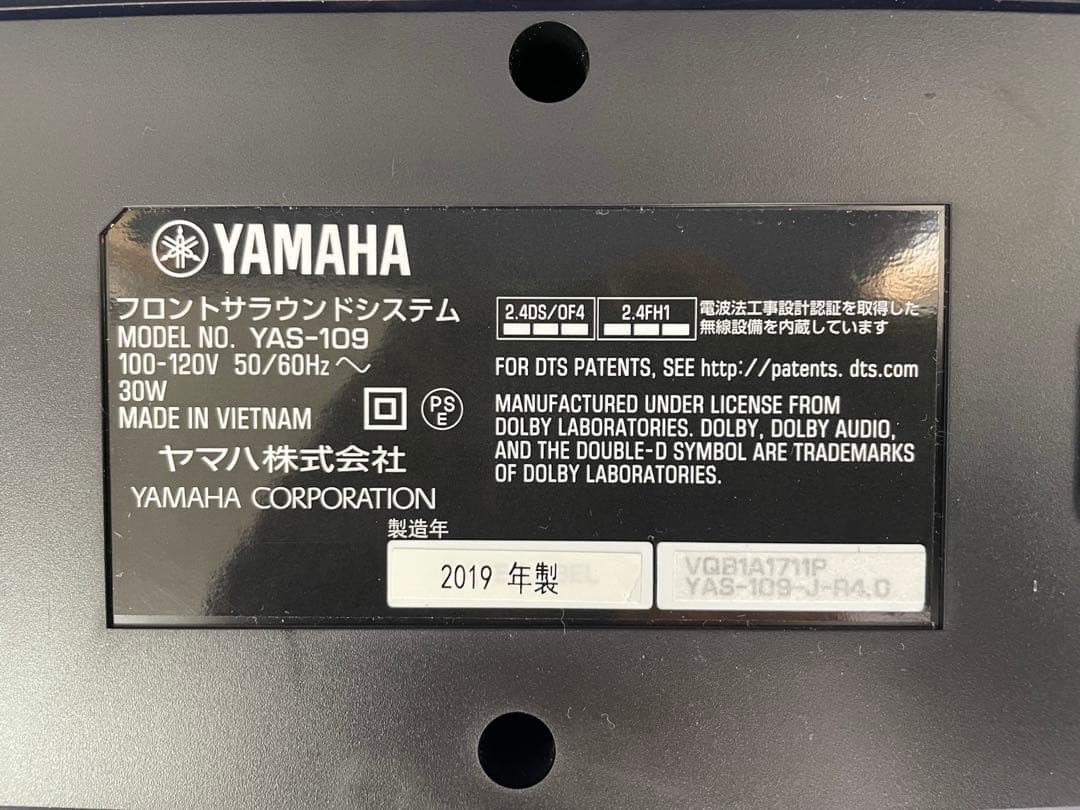 YAMAHA
フロントサラウンドシステム
MODEL NO. YAS-109
100-120V 50/60Hz ～
30W
MADE IN VIETNAM
PS
E
ヤマハ株式会社
YAMAHA CORPORATION
2.4DS/OF4
2.4FH1
電波法工事設計認証を取得した
無線設備を内蔵しています
FOR DTS PATENTS, SEE http://patents. dts.com
MANUFACTURED UNDER LICENSE FROM
DOLBY LABORATORIES. DOLBY, DOLBY AUDIO,
AND THE DOUBLE-D SYMBOL ARE TRADEMARKS
OF DOLBY LABORATORIES.
製造年
2019 年製
VQB1A1711P
YAS-109-J-R4.0